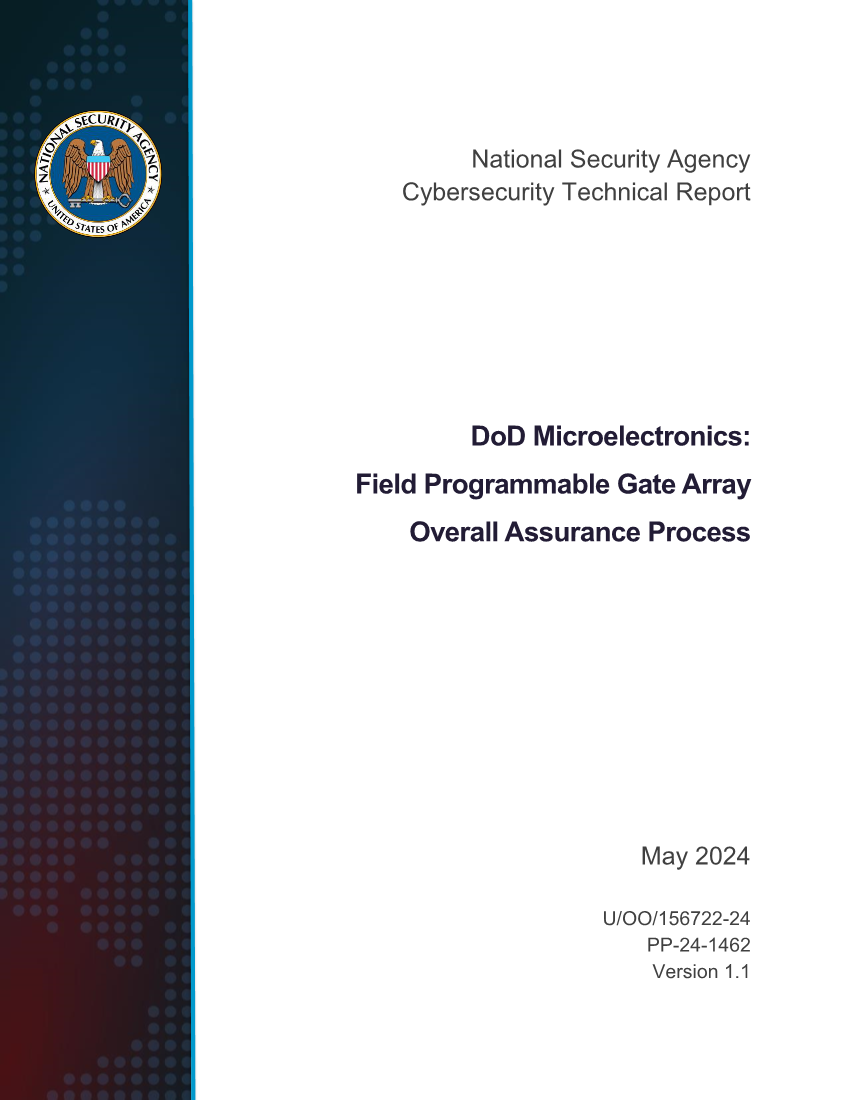 NATIONAL SECURITY AGENCY
UNITED STATES OF AMERICA
National Security Agency
Cybersecurity Technical Report
DoD Microelectronics:
Field Programmable Gate Array
Overall Assurance Process
May 2024
U/OO/156722-24
PP-24-1462
Version 1.1